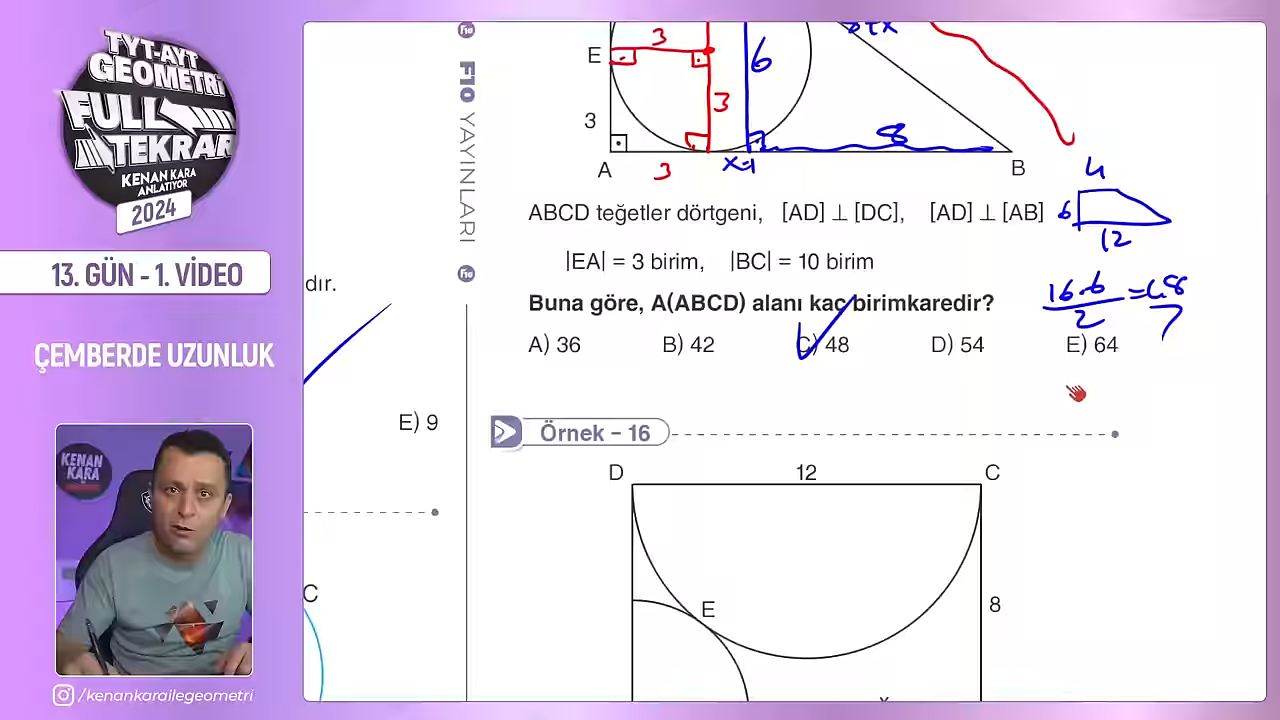 TYT-AYT
GEOMETRİ
FULL
TEKRAR
KENAN KARA
ANLATIYOR
2024
13. GÜN - 1. VİDEO
ÇEMBERDE UZUNLUK
KENAN
KARA
/kenankarailegeometri
dır.
E) 9
C
F10 YAYINLARI
8+x
E
3
6
3
3
8
A
3
x=1
B
ABCD teğetler dörtgeni, [AD] ⊥ [DC], [AD] ⊥ [AB]
|EA| = 3 birim, |BC| = 10 birim
Buna göre, A(ABCD) alanı kaç birimkaredir?
A) 36 B) 42 C) 48 D) 54 E) 64
4
6
12
16·6/2 = 48
Örnek – 16
D 12 C
E
8
x